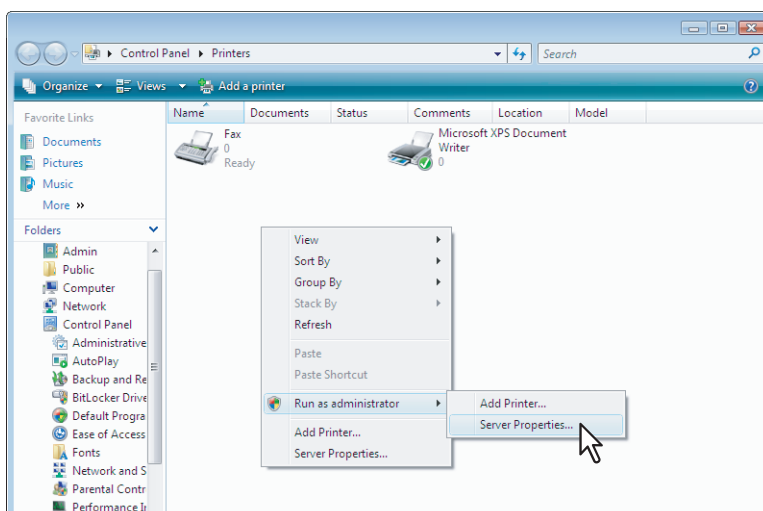 Control Panel ▸ Printers
Search
Organize Views Add a printer
Favorite Links
Documents
Pictures
Music
More »
Folders
Admin
Public
Computer
Network
Control Panel
Administrative
AutoPlay
Backup and Re
BitLocker Drive
Default Progra
Ease of Access
Fonts
Network and S
Parental Contr
Performance In
Name Documents Status Comments Location Model
Fax
0
Ready
Microsoft XPS Document
Writer
0
View
Sort By
Group By
Stack By
Refresh
Paste
Paste Shortcut
Run as administrator
Add Printer...
Server Properties...
Add Printer...
Server Properties...